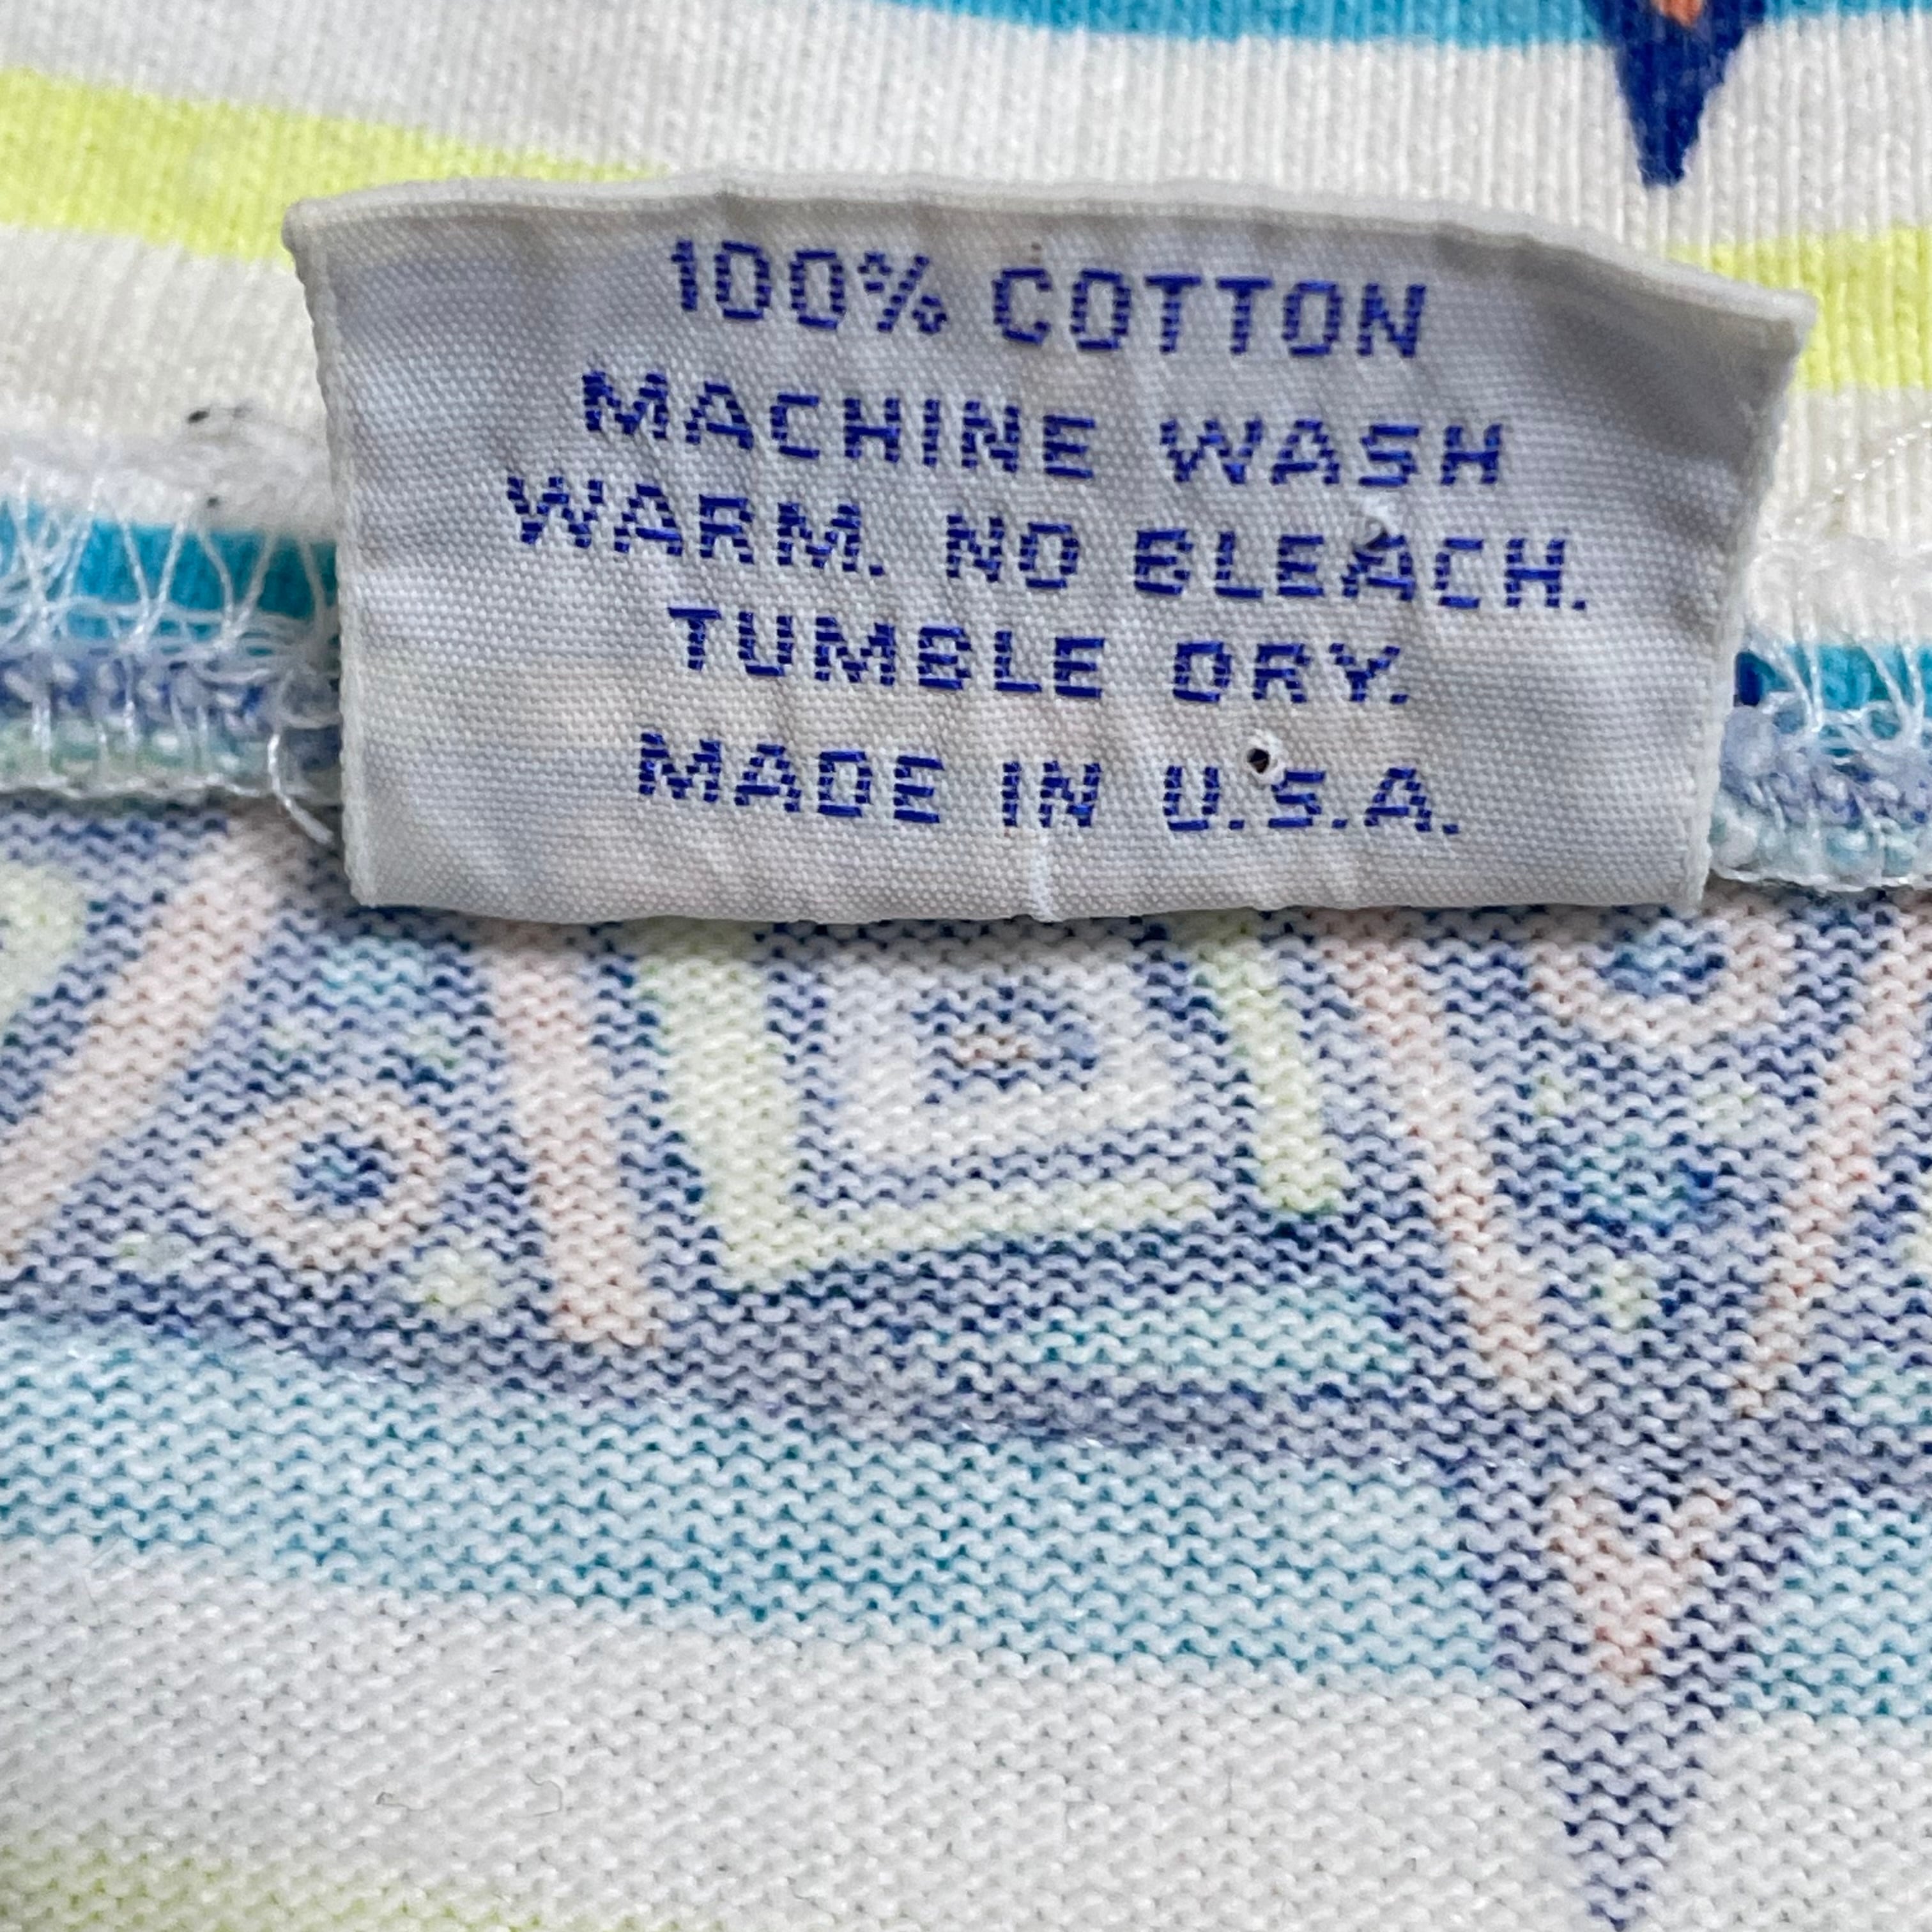 100% COTTON
MACHINE WASH
WARM. NO BLEACH.
TUMBLE DRY.
MADE IN U.S.A.